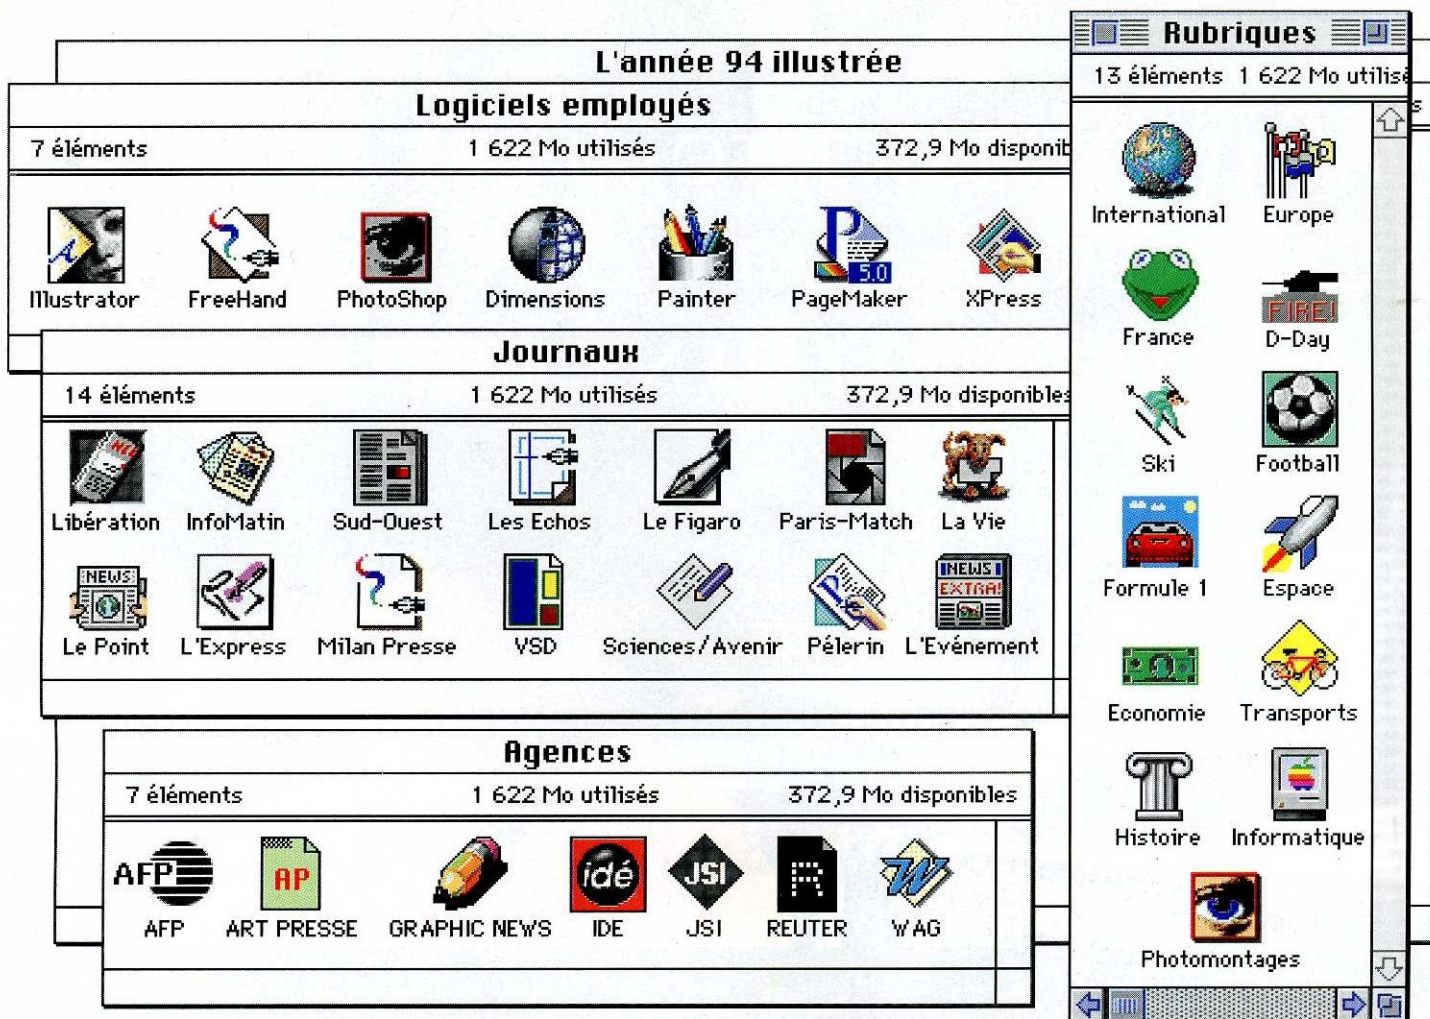 L'année 94 illustrée
Logiciels employés
7 éléments 1 622 Mo utilisés 372,9 Mo disponib
Illustrator FreeHand PhotoShop Dimensions Painter PageMaker XPress
5.0
Journaux
14 éléments 1 622 Mo utilisés 372,9 Mo disponibles
Libération InfoMatin Sud-Ouest Les Echos Le Figaro Paris-Match La Vie
NEWS NEWS
EXTRA!
Le Point L'Express Milan Presse VSD Sciences/Avenir Pélerin L'Evénement
Agences
7 éléments 1 622 Mo utilisés 372,9 Mo disponibles
AFP AP idé JSI R W
AFP ART PRESSE GRAPHIC NEWS IDE JSI REUTER WAG
Rubriques
13 éléments 1 622 Mo utilisé
International Europe
FIRE!
France D-Day
Ski Football
Formule 1 Espace
Economie Transports
Histoire Informatique
Photomontages